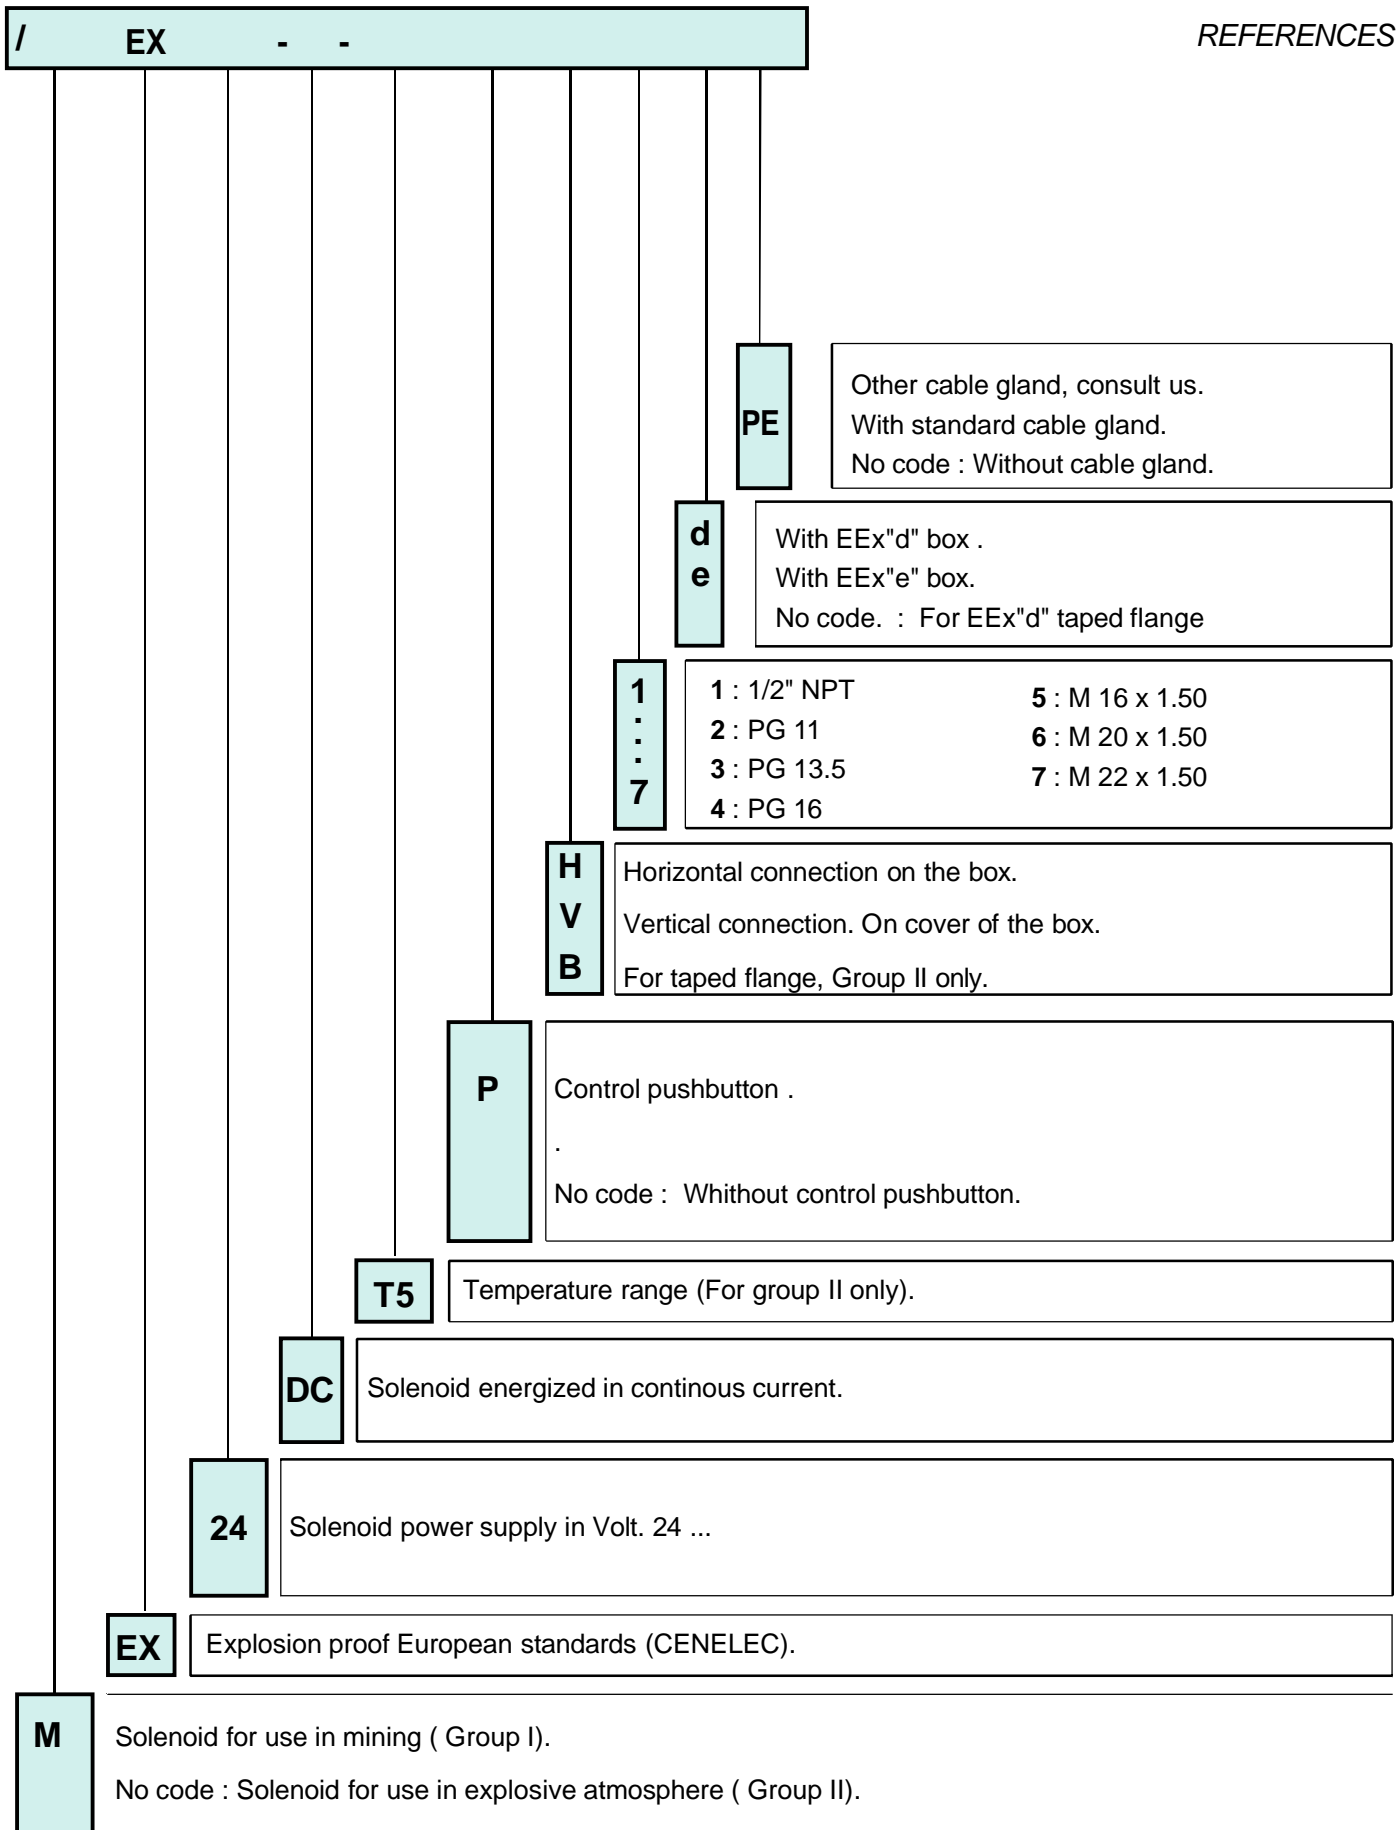 / EX - -
REFERENCES
PE
Other cable gland, consult us.
With standard cable gland.
No code : Without cable gland.
d
e
With EEx"d" box .
With EEx"e" box.
No code. : For EEx"d" taped flange
1
.
.
.
7
1 : 1/2" NPT
2 : PG 11
3 : PG 13.5
4 : PG 16
5 : M 16 x 1.50
6 : M 20 x 1.50
7 : M 22 x 1.50
H
V
B
Horizontal connection on the box.
Vertical connection. On cover of the box.
For taped flange, Group II only.
P
Control pushbutton .
.
No code : Whithout control pushbutton.
T5
Temperature range (For group II only).
DC
Solenoid energized in continous current.
24
Solenoid power supply in Volt. 24 ...
EX
Explosion proof European standards (CENELEC).
M
Solenoid for use in mining ( Group I).
No code : Solenoid for use in explosive atmosphere ( Group II).